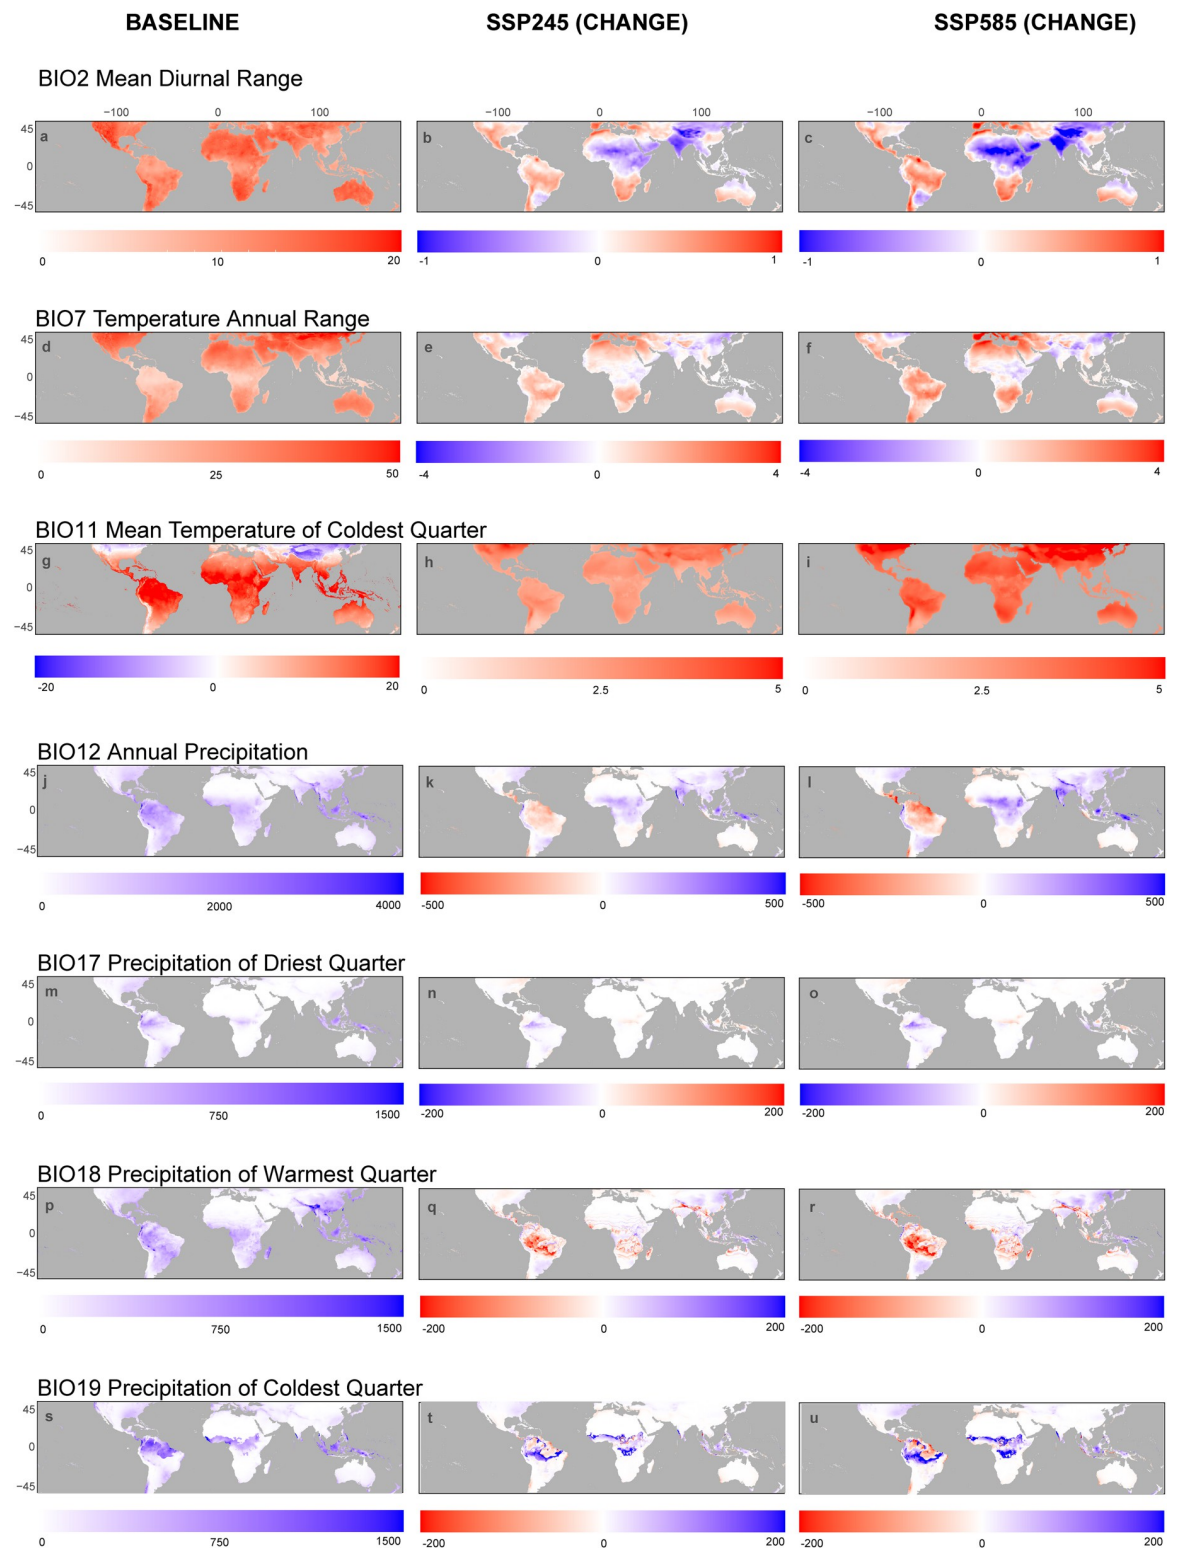 BASELINE SSP245 (CHANGE) SSP585 (CHANGE)
BIO2 Mean Diurnal Range
−100 0 100 −100 0 100 −100 0 100
45 a b c
0
−45
0 10 20 -1 0 1 -1 0 1
BIO7 Temperature Annual Range
45 d e f
0
−45
0 25 50 -4 0 4 -4 0 4
BIO11 Mean Temperature of Coldest Quarter
45 g h i
0
−45
-20 0 20 0 2.5 5 0 2.5 5
BIO12 Annual Precipitation
45 j k l
0
−45
0 2000 4000 -500 0 500 -500 0 500
BIO17 Precipitation of Driest Quarter
45 m n o
0
−45
0 750 1500 -200 0 200 -200 0 200
BIO18 Precipitation of Warmest Quarter
45 p q r
0
−45
0 750 1500 -200 0 200 -200 0 200
BIO19 Precipitation of Coldest Quarter
45 s t u
0
−45
0 750 1500 -200 0 200 -200 0 200